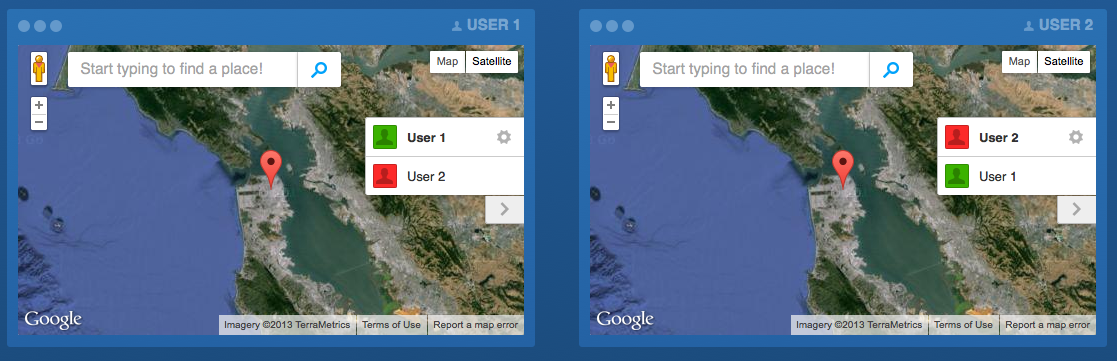 USER 1
Start typing to find a place!
Map Satellite
+
−
User 1
User 2
Google
Imagery ©2013 TerraMetrics Terms of Use Report a map error
USER 2
Start typing to find a place!
Map Satellite
+
−
User 2
User 1
Google
Imagery ©2013 TerraMetrics Terms of Use Report a map error